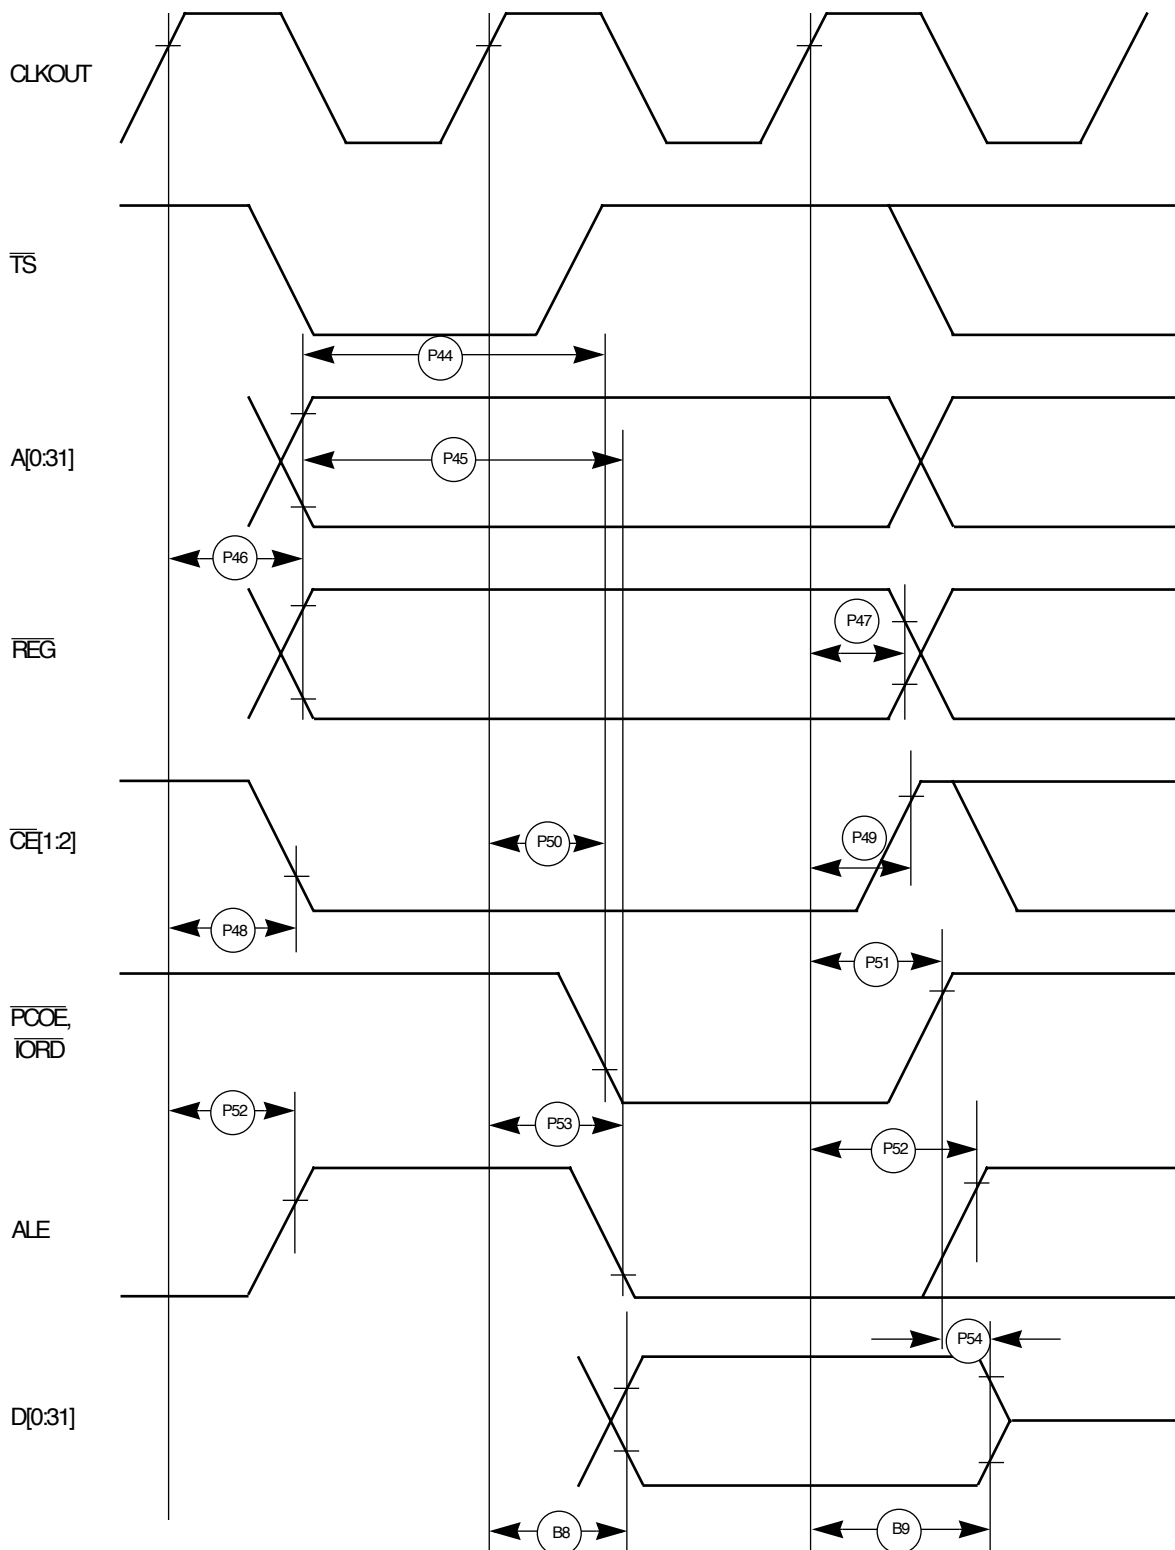 CLKOUT
TS
P44
A[0:31]
P45
P46
P47
REG
CE[1:2]
P50
P49
P48
P51
PCOE,
IORD
P52
P53
P52
ALE
P54
D[0:31]
B8
B9